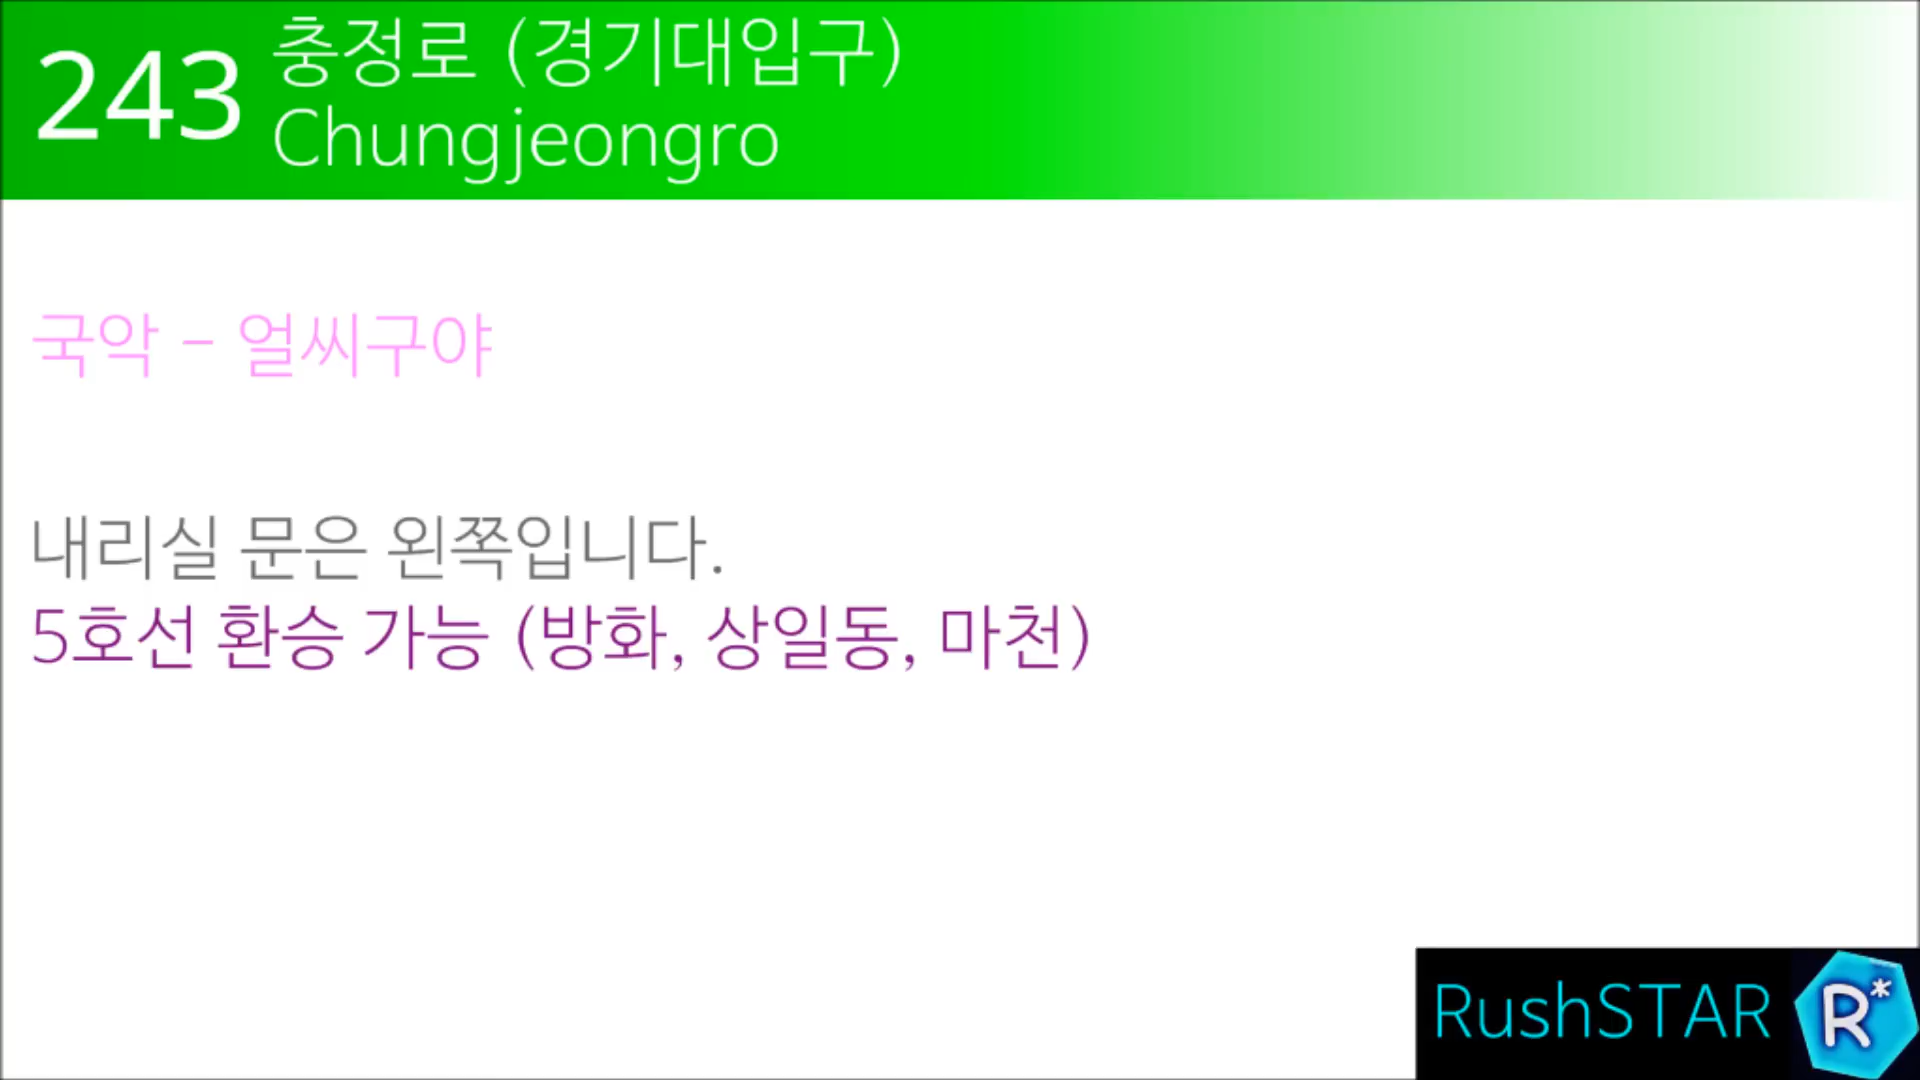 243
충정로 (경기대입구)
Chungjeongro
국악 - 얼씨구야
내리실 문은 왼쪽입니다.
5호선 환승 가능 (방화, 상일동, 마천)
RushSTAR R*